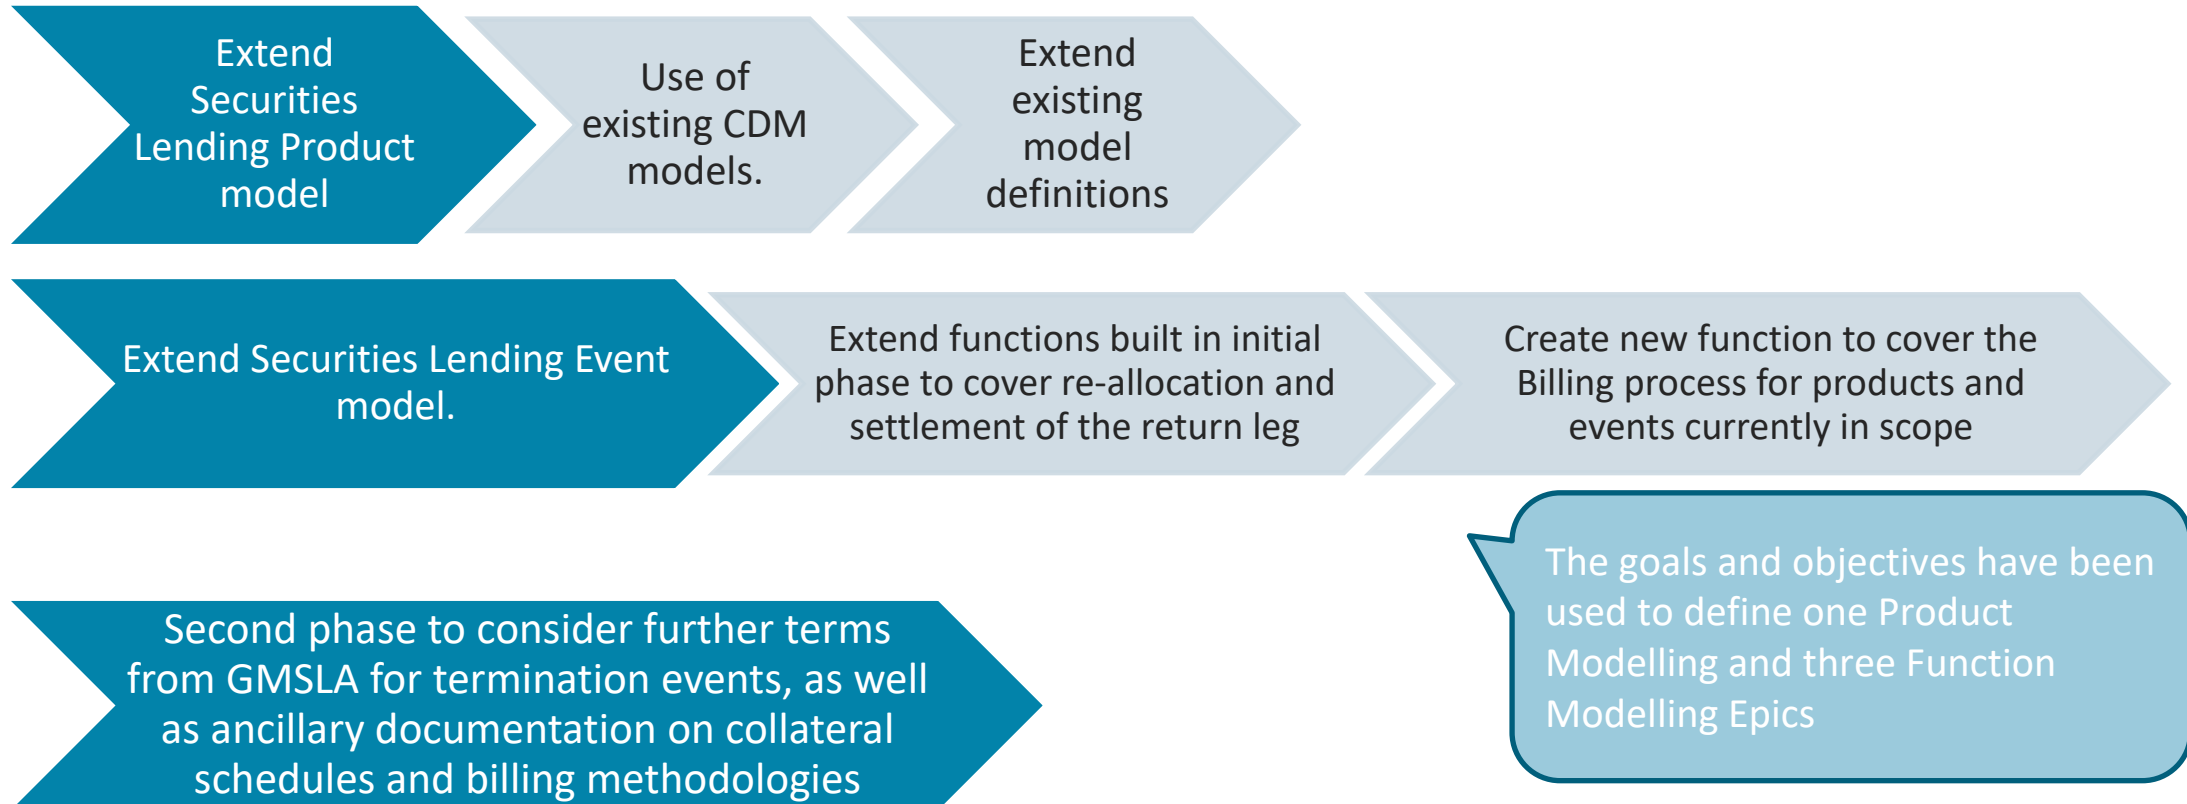 Extend
Securities
Lending Product
model
Use of
existing CDM
models.
Extend
existing
model
definitions
Extend Securities Lending Event
model.
Extend functions built in initial
phase to cover re-allocation and
settlement of the return leg
Create new function to cover the
Billing process for products and
events currently in scope
The goals and objectives have been
used to define one Product
Modelling and three Function
Modelling Epics
Second phase to consider further terms
from GMSLA for termination events, as well
as ancillary documentation on collateral
schedules and billing methodologies